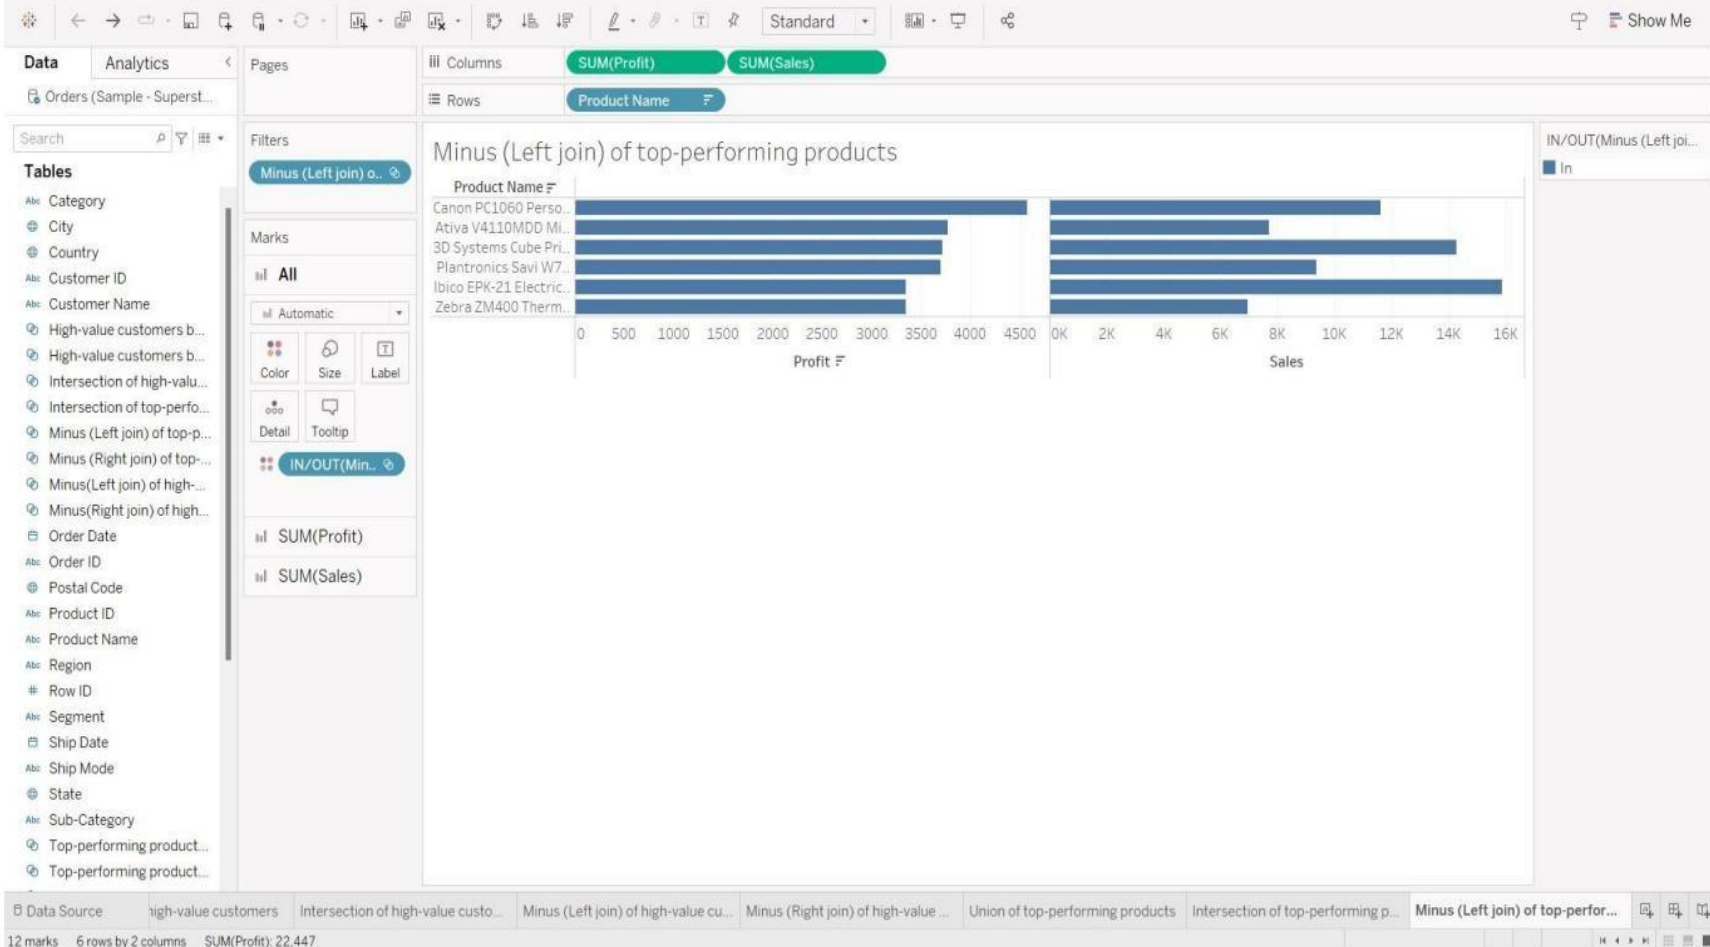 Standard
Show Me
Data Analytics
Orders (Sample - Superst...
Search
Tables
Abc Category
City
Country
Abc Customer ID
Abc Customer Name
High-value customers b...
High-value customers b...
Intersection of high-valu...
Intersection of top-perfo...
Minus (Left join) of top-p...
Minus (Right join) of top-...
Minus(Left join) of high-...
Minus(Right join) of high...
Order Date
Abc Order ID
Postal Code
Abc Product ID
Abc Product Name
Abc Region
# Row ID
Abc Segment
Ship Date
Abc Ship Mode
State
Abc Sub-Category
Top-performing product...
Top-performing product...
Pages
Filters
Minus (Left join) o..
Marks
All
Automatic
Color Size Label
Detail Tooltip
IN/OUT(Min..
SUM(Profit)
SUM(Sales)
Columns SUM(Profit) SUM(Sales)
Rows Product Name
Minus (Left join) of top-performing products
Product Name
Canon PC1060 Perso..
Ativa V4110MDD Mi..
3D Systems Cube Pri..
Plantronics Savi W7..
Ibico EPK-21 Electric..
Zebra ZM400 Therm..
0 500 1000 1500 2000 2500 3000 3500 4000 4500 0K 2K 4K 6K 8K 10K 12K 14K 16K
Profit Sales
IN/OUT(Minus (Left joi...
In
Data Source igh-value customers Intersection of high-value custo... Minus (Left join) of high-value cu... Minus (Right join) of high-value ... Union of top-performing products Intersection of top-performing p... Minus (Left join) of top-perfor...
12 marks 6 rows by 2 columns SUM(Profit): 22,447